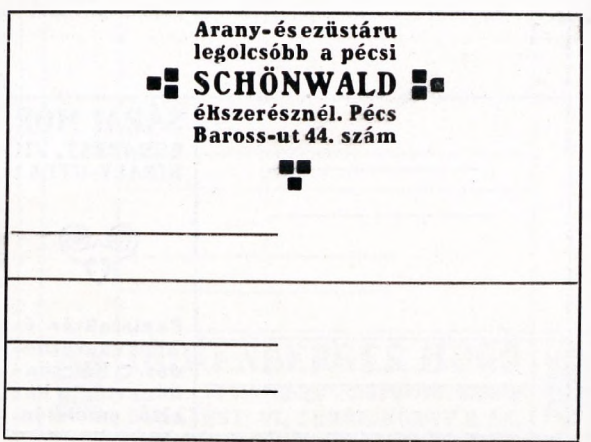 Arany- és ezüstáru
legolcsóbb a pécsi
SCHÖNWALD
ékszerésznél. Pécs
Baross-ut 44. szám